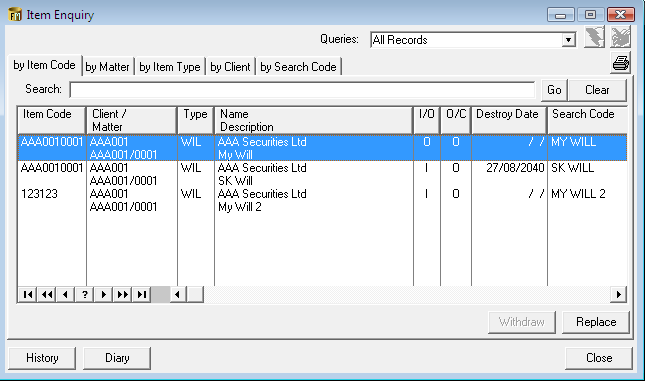 Item Enquiry
Queries: All Records
by Item Code by Matter by Item Type by Client by Search Code
Search: Go Clear
Item Code Client / Type Name I/O O/C Destroy Date Search Code
Matter Description
AAA0010001 AAA001 WIL AAA Securities Ltd O O / / MY WILL
AAA001/0001 My Will
AAA0010001 AAA001 WIL AAA Securities Ltd I O 27/08/2040 SK WILL
AAA001/0001 SK Will
123123 AAA001 WIL AAA Securities Ltd I O / / MY WILL 2
AAA001/0001 My Will 2
?
Withdraw Replace
History Diary Close